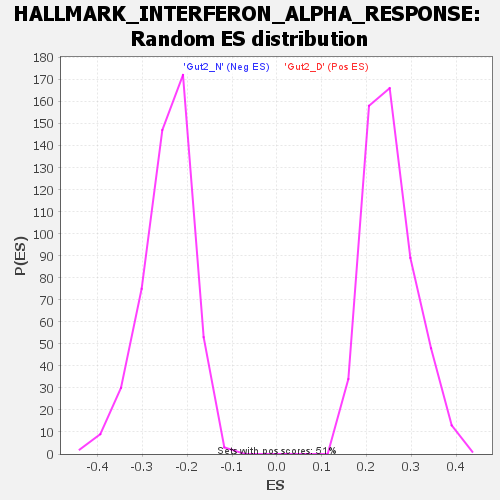 HALLMARK_INTERFERON_ALPHA_RESPONSE:
Random ES distribution
'Gut2_N' (Neg ES) 'Gut2_D' (Pos ES)
180
170
160
150
140
130
120
110
100
90
80
70
60
50
40
30
20
10
0
P(ES)
Sets with pos scores: 51%
-0.4 -0.3 -0.2 -0.1 0.0 0.1 0.2 0.3 0.4
ES